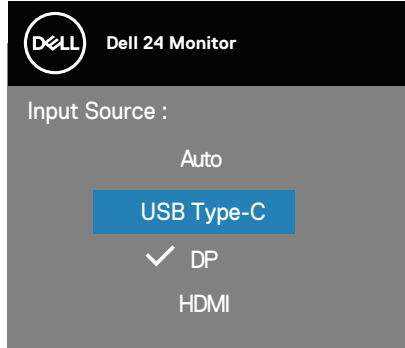 DELL
Dell 24 Monitor
Input Source :
Auto
USB Type-C
DP
HDMI